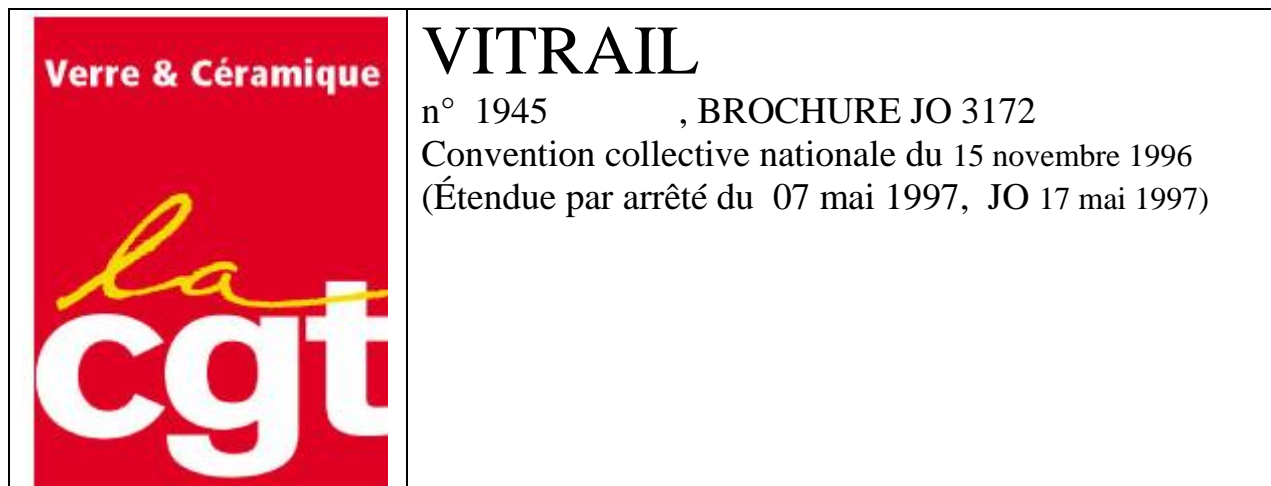 Verre & Céramique
la
cgt
VITRAIL
n° 1945 , BROCHURE JO 3172
Convention collective nationale du 15 novembre 1996
(Étendue par arrêté du 07 mai 1997, JO 17 mai 1997)